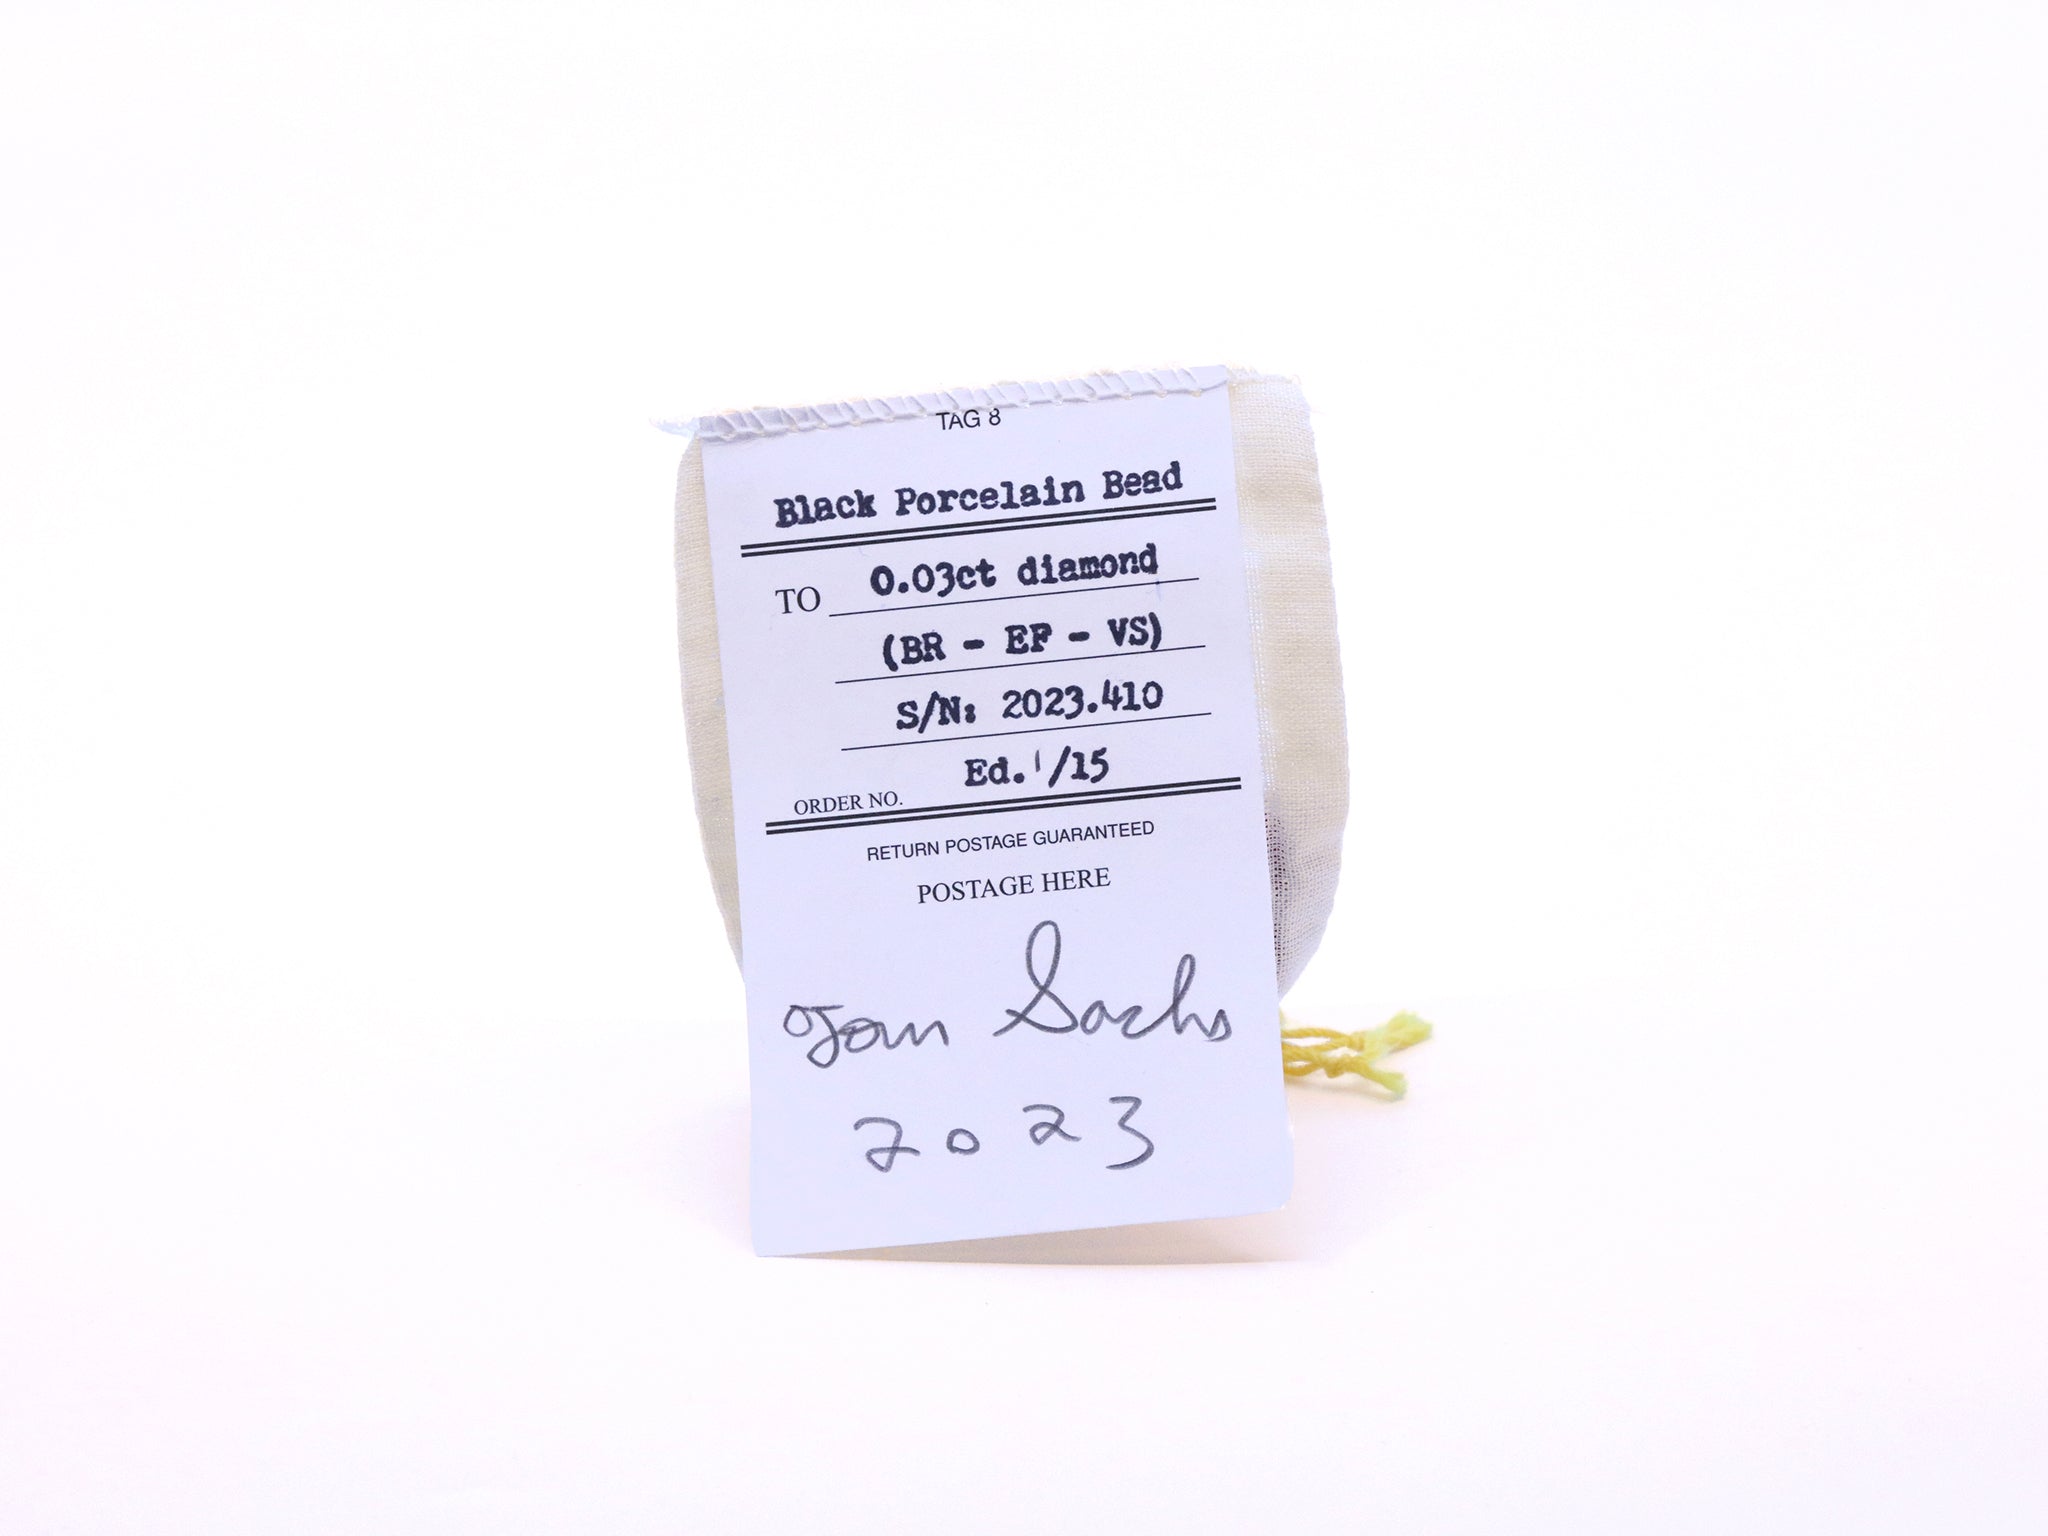 TAG 8
Black Porcelain Bead
TO 0.03ct diamond
(BR - EF - VS)
S/N: 2023.410
ORDER NO. Ed. 1/15
RETURN POSTAGE GUARANTEED
POSTAGE HERE
Tom Sachs
2023